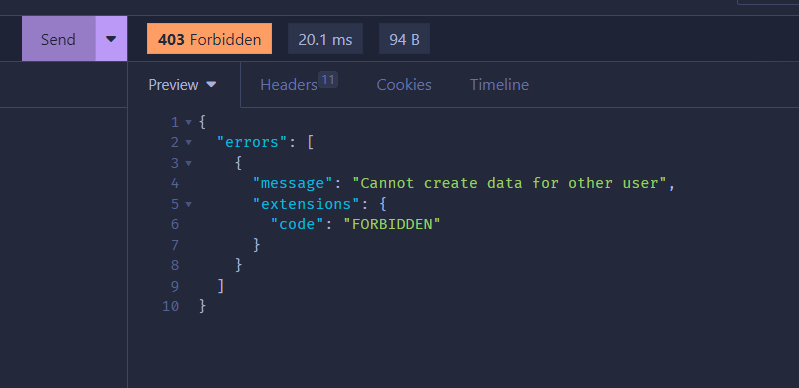 Send 403 Forbidden 20.1 ms 94 B
Preview Headers 11 Cookies Timeline
1 {
2 "errors": [
3 {
4 "message": "Cannot create data for other user",
5 "extensions": {
6 "code": "FORBIDDEN"
7 }
8 }
9 ]
10 }